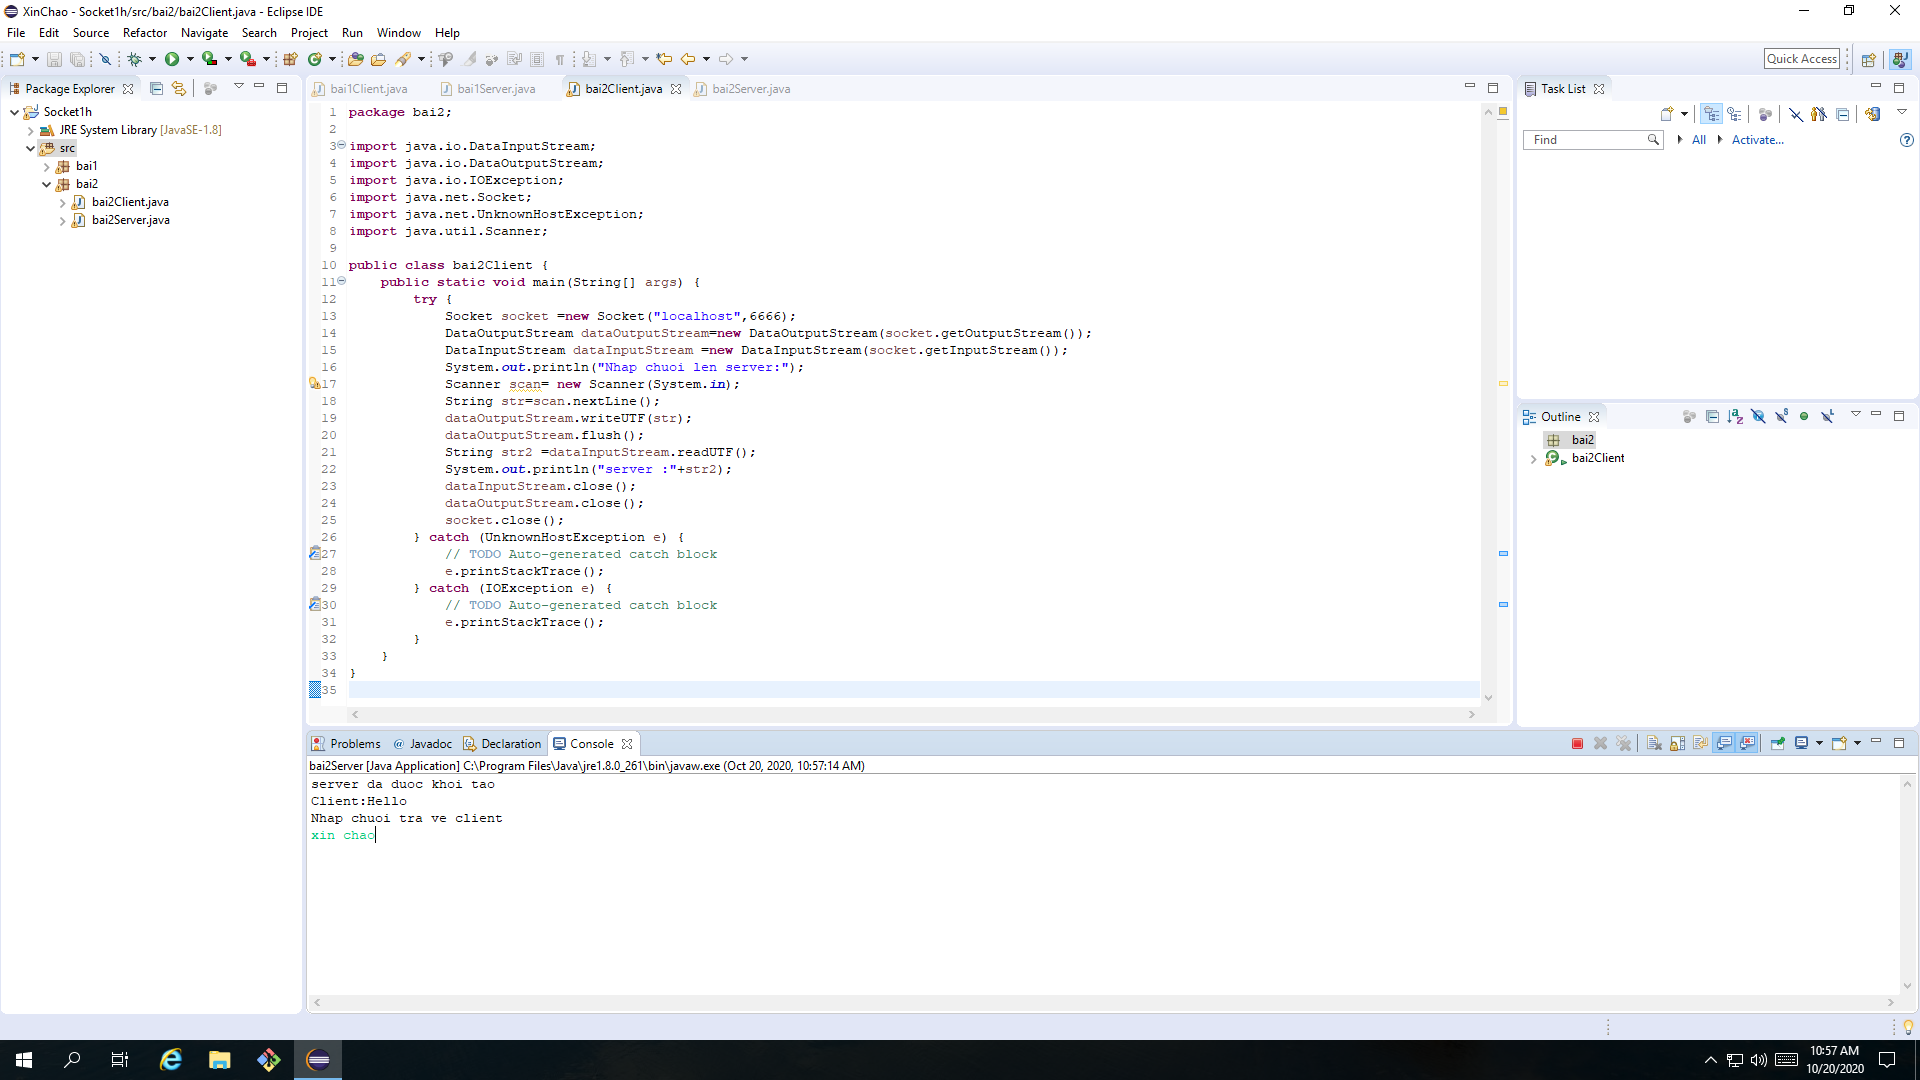 XinChao - Socket1h/src/bai2/bai2Client.java - Eclipse IDE
File Edit Source Refactor Navigate Search Project Run Window Help
Quick Access
Package Explorer
Socket1h
JRE System Library [JavaSE-1.8]
src
bai1
bai2
bai2Client.java
bai2Server.java
bai1Client.java bai1Server.java bai2Client.java bai2Server.java
1 package bai2;
2
3 import java.io.DataInputStream;
4 import java.io.DataOutputStream;
5 import java.io.IOException;
6 import java.net.Socket;
7 import java.net.UnknownHostException;
8 import java.util.Scanner;
9
10 public class bai2Client {
11 public static void main(String[] args) {
12 try {
13 Socket socket =new Socket("localhost",6666);
14 DataOutputStream dataOutputStream=new DataOutputStream(socket.getOutputStream());
15 DataInputStream dataInputStream =new DataInputStream(socket.getInputStream());
16 System.out.println("Nhap chuoi len server:");
17 Scanner scan= new Scanner(System.in);
18 String str=scan.nextLine();
19 dataOutputStream.writeUTF(str);
20 dataOutputStream.flush();
21 String str2 =dataInputStream.readUTF();
22 System.out.println("server :"+str2);
23 dataInputStream.close();
24 dataOutputStream.close();
25 socket.close();
26 } catch (UnknownHostException e) {
27 // TODO Auto-generated catch block
28 e.printStackTrace();
29 } catch (IOException e) {
30 // TODO Auto-generated catch block
31 e.printStackTrace();
32 }
33 }
34 }
35
Task List
Find All Activate...
Outline
bai2
bai2Client
Problems @ Javadoc Declaration Console
bai2Server [Java Application] C:\Program Files\Java\jre1.8.0_261\bin\javaw.exe (Oct 20, 2020, 10:57:14 AM)
server da duoc khoi tao
Client:Hello
Nhap chuoi tra ve client
xin chao
10:57 AM
10/20/2020